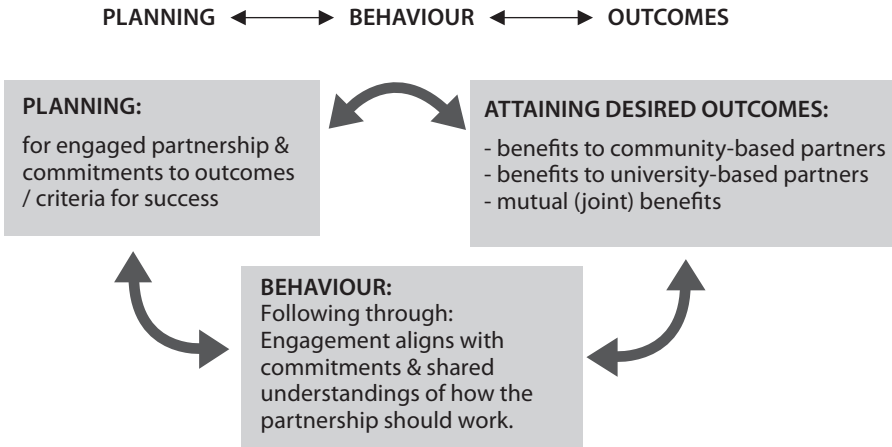 PLANNING BEHAVIOUR OUTCOMES
PLANNING:
for engaged partnership &
commitments to outcomes
/ criteria for success
ATTAINING DESIRED OUTCOMES:
- benefits to community-based partners
- benefits to university-based partners
- mutual (joint) benefits
BEHAVIOUR:
Following through:
Engagement aligns with
commitments & shared
understandings of how the
partnership should work.